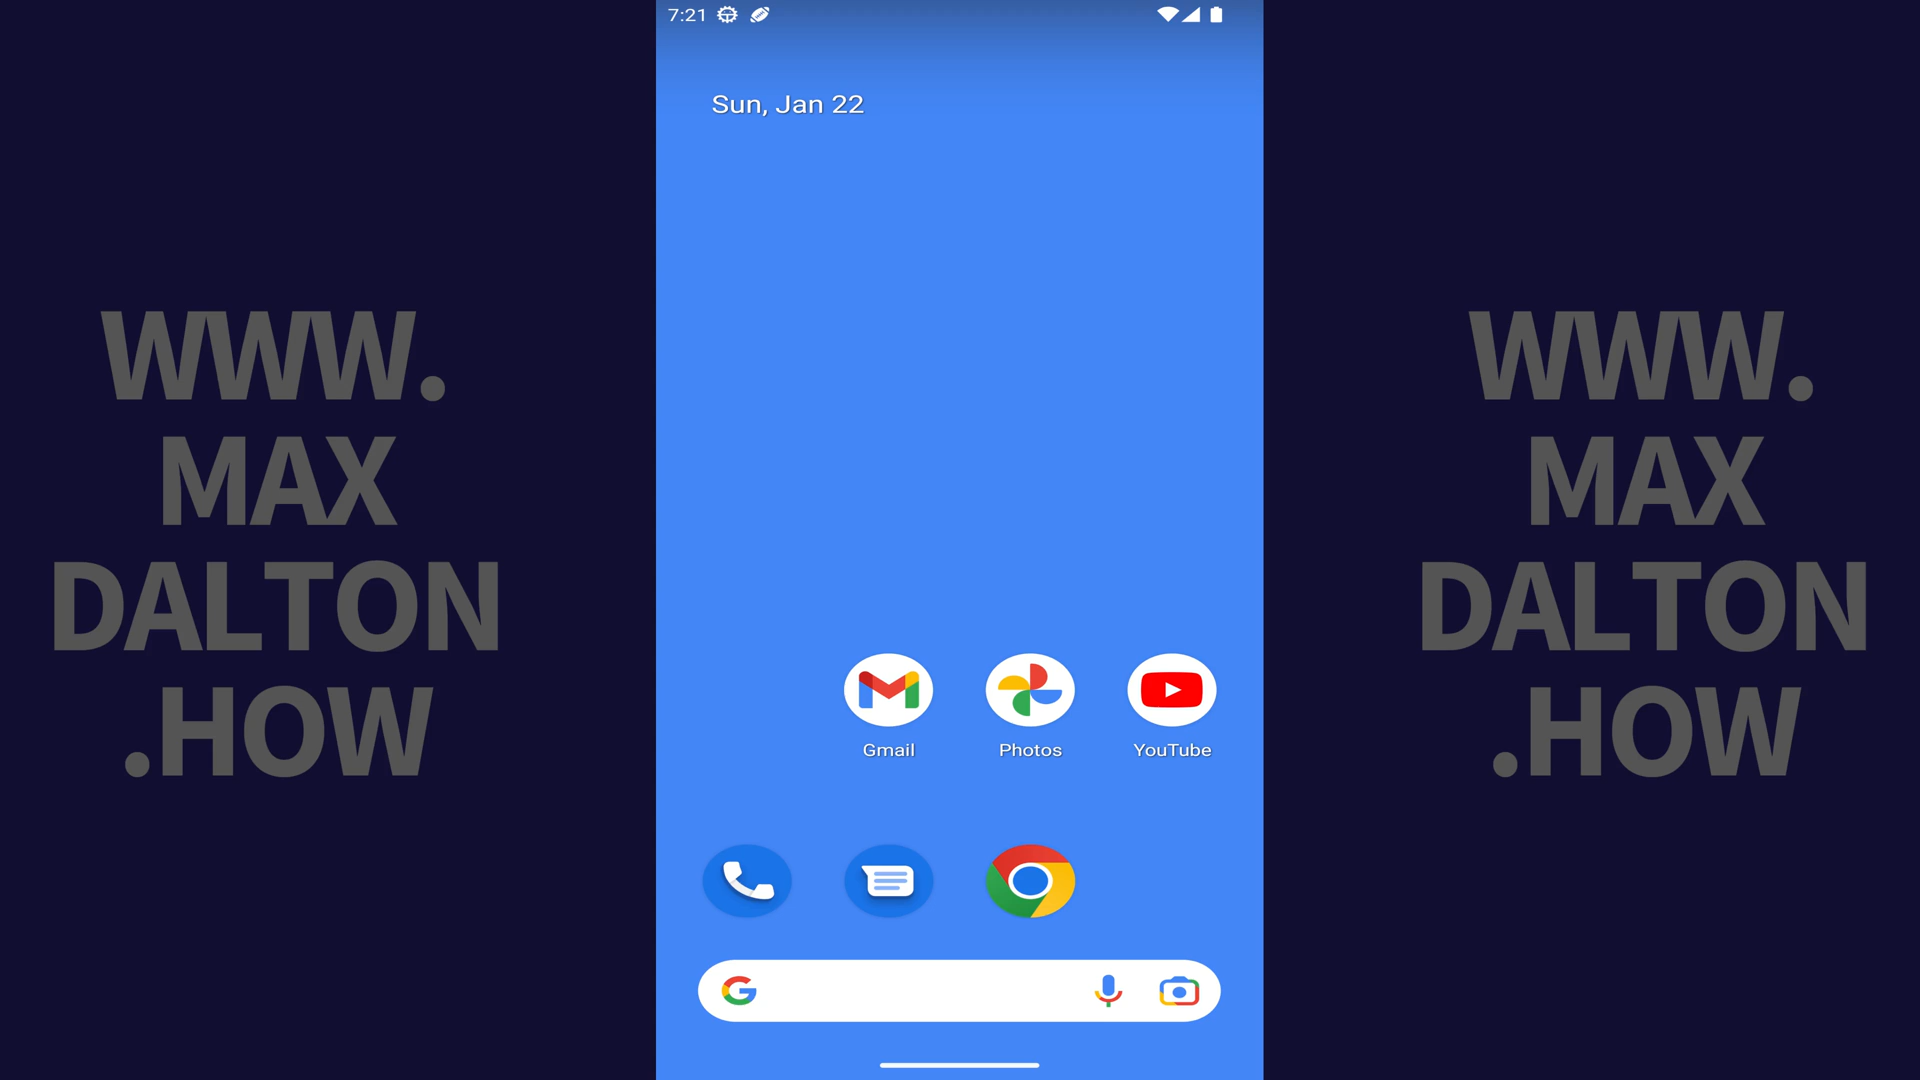 WWW.
MAX
DALTON
.HOW
7:21
Sun, Jan 22
Gmail
Photos
YouTube
WWW.
MAX
DALTON
.HOW